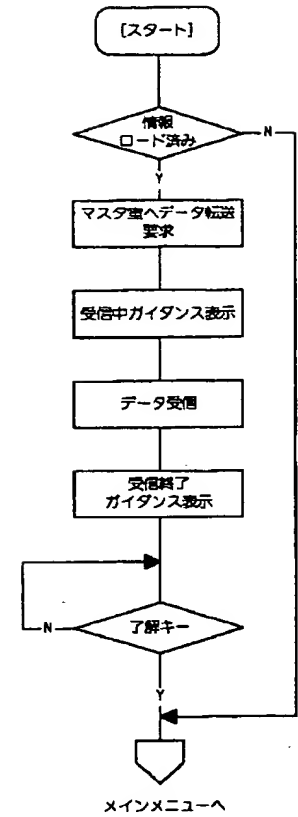 [スタート]
情報
ロード済み
N
Y
マスタ室へデータ転送
要求
受信中ガイダンス表示
データ受信
受信終了
ガイダンス表示
N
了解キー
Y
メインメニューへ